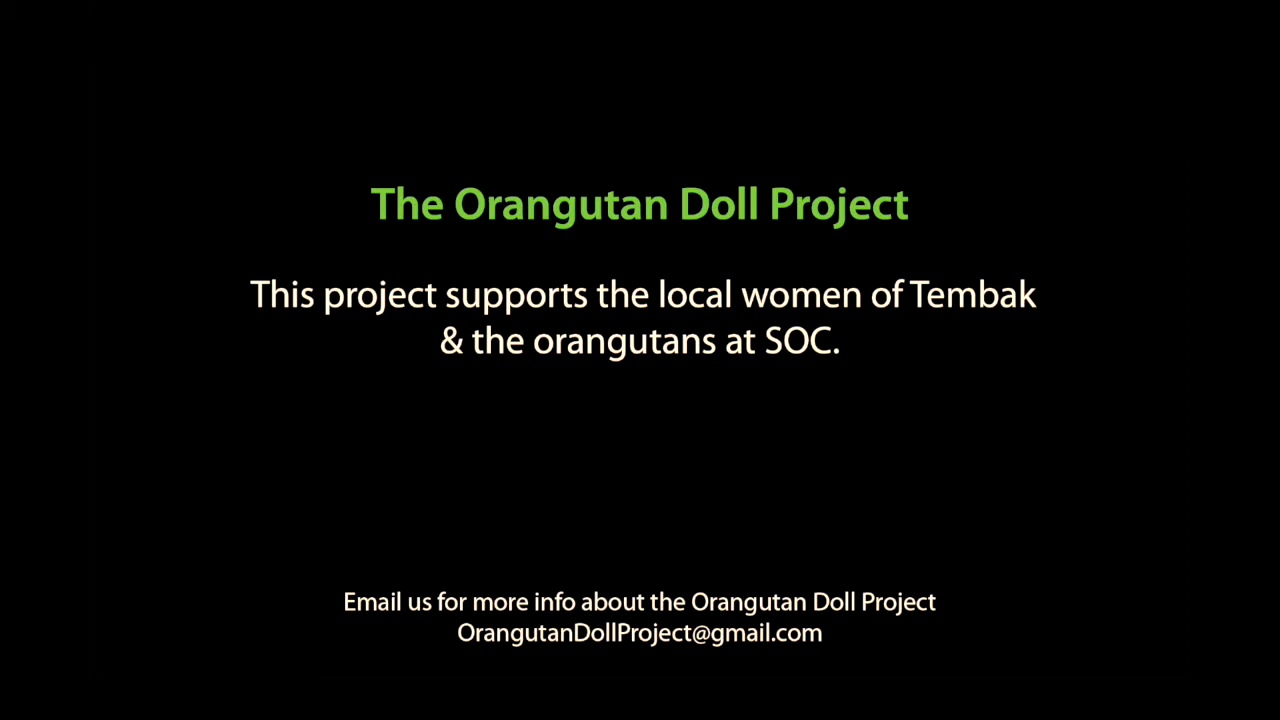 The Orangutan Doll Project
This project supports the local women of Tembak
& the orangutans at SOC.
Email us for more info about the Orangutan Doll Project
OrangutanDollProject@gmail.com